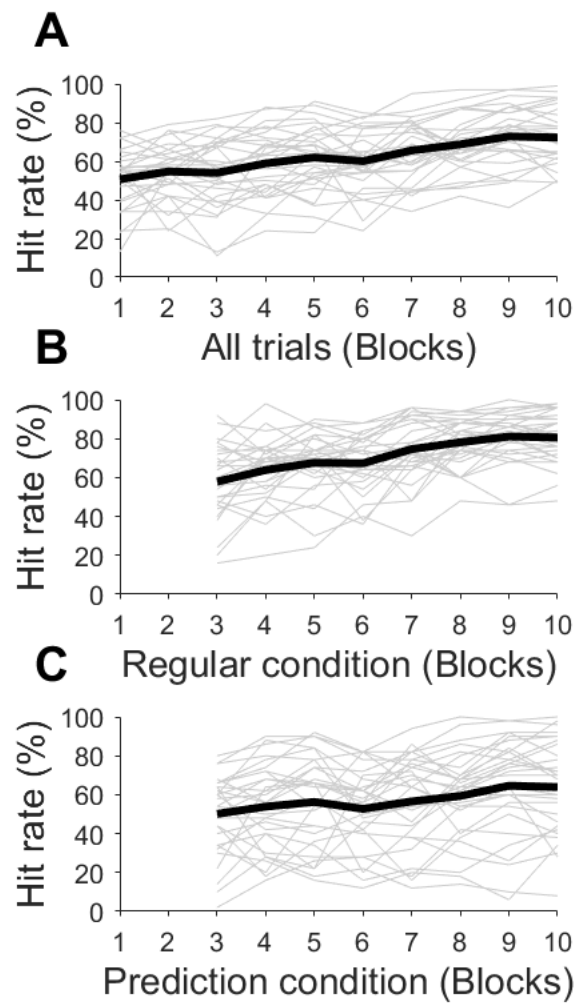 A
Hit rate (%)
100
80
60
40
20
0
1 2 3 4 5 6 7 8 9 10
All trials (Blocks)
B
Hit rate (%)
100
80
60
40
20
0
1 2 3 4 5 6 7 8 9 10
Regular condition (Blocks)
C
Hit rate (%)
100
80
60
40
20
0
1 2 3 4 5 6 7 8 9 10
Prediction condition (Blocks)